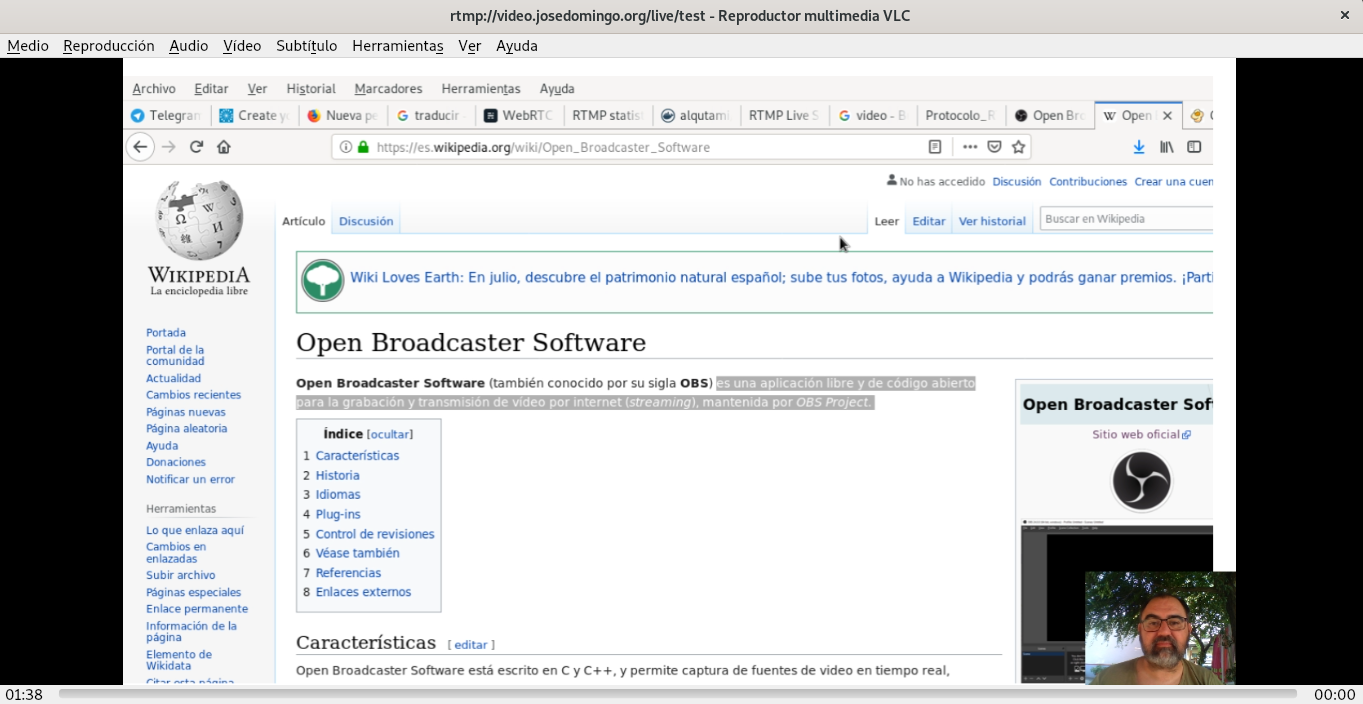 rtmp://video.josedomingo.org/live/test - Reproductor multimedia VLC
Medio Reproducción Audio Vídeo Subtítulo Herramientas Ver Ayuda
Archivo Editar Ver Historial Marcadores Herramientas Ayuda
Telegran Create yo Nueva pe traducir WebRTC RTMP statis alqutam RTMP Live S video - B Protocolo_R Open Bro Open
https://es.wikipedia.org/wiki/Open_Broadcaster_Software
No has accedido Discusión Contribuciones Crear una cuen
Artículo Discusión Leer Editar Ver historial Buscar en Wikipedia
WIKIPEDIA
La enciclopedia libre
Wiki Loves Earth: En julio, descubre el patrimonio natural español; sube tus fotos, ayuda a Wikipedia y podrás ganar premios. ¡Parti
Portada
Portal de la
comunidad
Actualidad
Cambios recientes
Páginas nuevas
Página aleatoria
Ayuda
Donaciones
Notificar un error
Herramientas
Lo que enlaza aquí
Cambios en
enlazadas
Subir archivo
Páginas especiales
Enlace permanente
Información de la
página
Elemento de
Wikidata
Citar esta página
Open Broadcaster Software
Open Broadcaster Software (también conocido por su sigla OBS) es una aplicación libre y de código abierto
para la grabación y transmisión de vídeo por internet (streaming), mantenida por OBS Project.
Índice [ocultar]
1 Características
2 Historia
3 Idiomas
4 Plug-ins
5 Control de revisiones
6 Véase también
7 Referencias
8 Enlaces externos
Características [ editar ]
Open Broadcaster Software está escrito en C y C++, y permite captura de fuentes de video en tiempo real,
Open Broadcaster Sof
Sitio web oficial
01:38 00:00